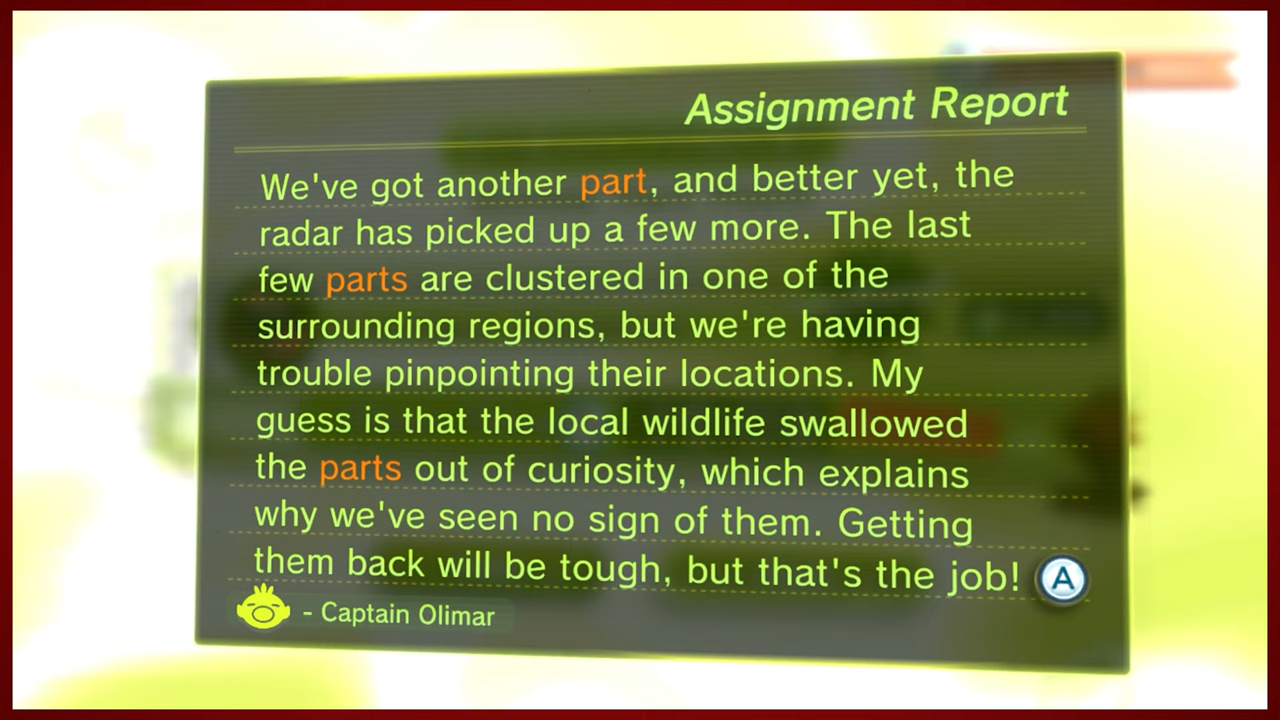 Assignment Report
We've got another part, and better yet, the
radar has picked up a few more. The last
few parts are clustered in one of the
surrounding regions, but we're having
trouble pinpointing their locations. My
guess is that the local wildlife swallowed
the parts out of curiosity, which explains
why we've seen no sign of them. Getting
them back will be tough, but that's the job!
A
- Captain Olimar